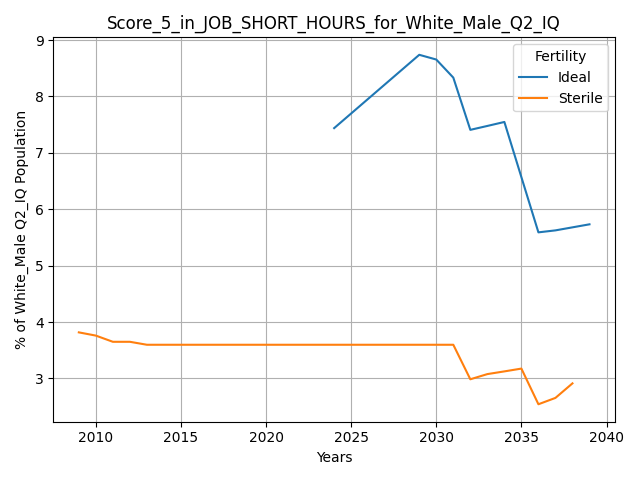 Score_5_in_JOB_SHORT_HOURS_for_White_Male_Q2_IQ
% of White_Male Q2_IQ Population
9
8
7
6
5
4
3
Fertility
Ideal
Sterile
2010 2015 2020 2025 2030 2035 2040
Years